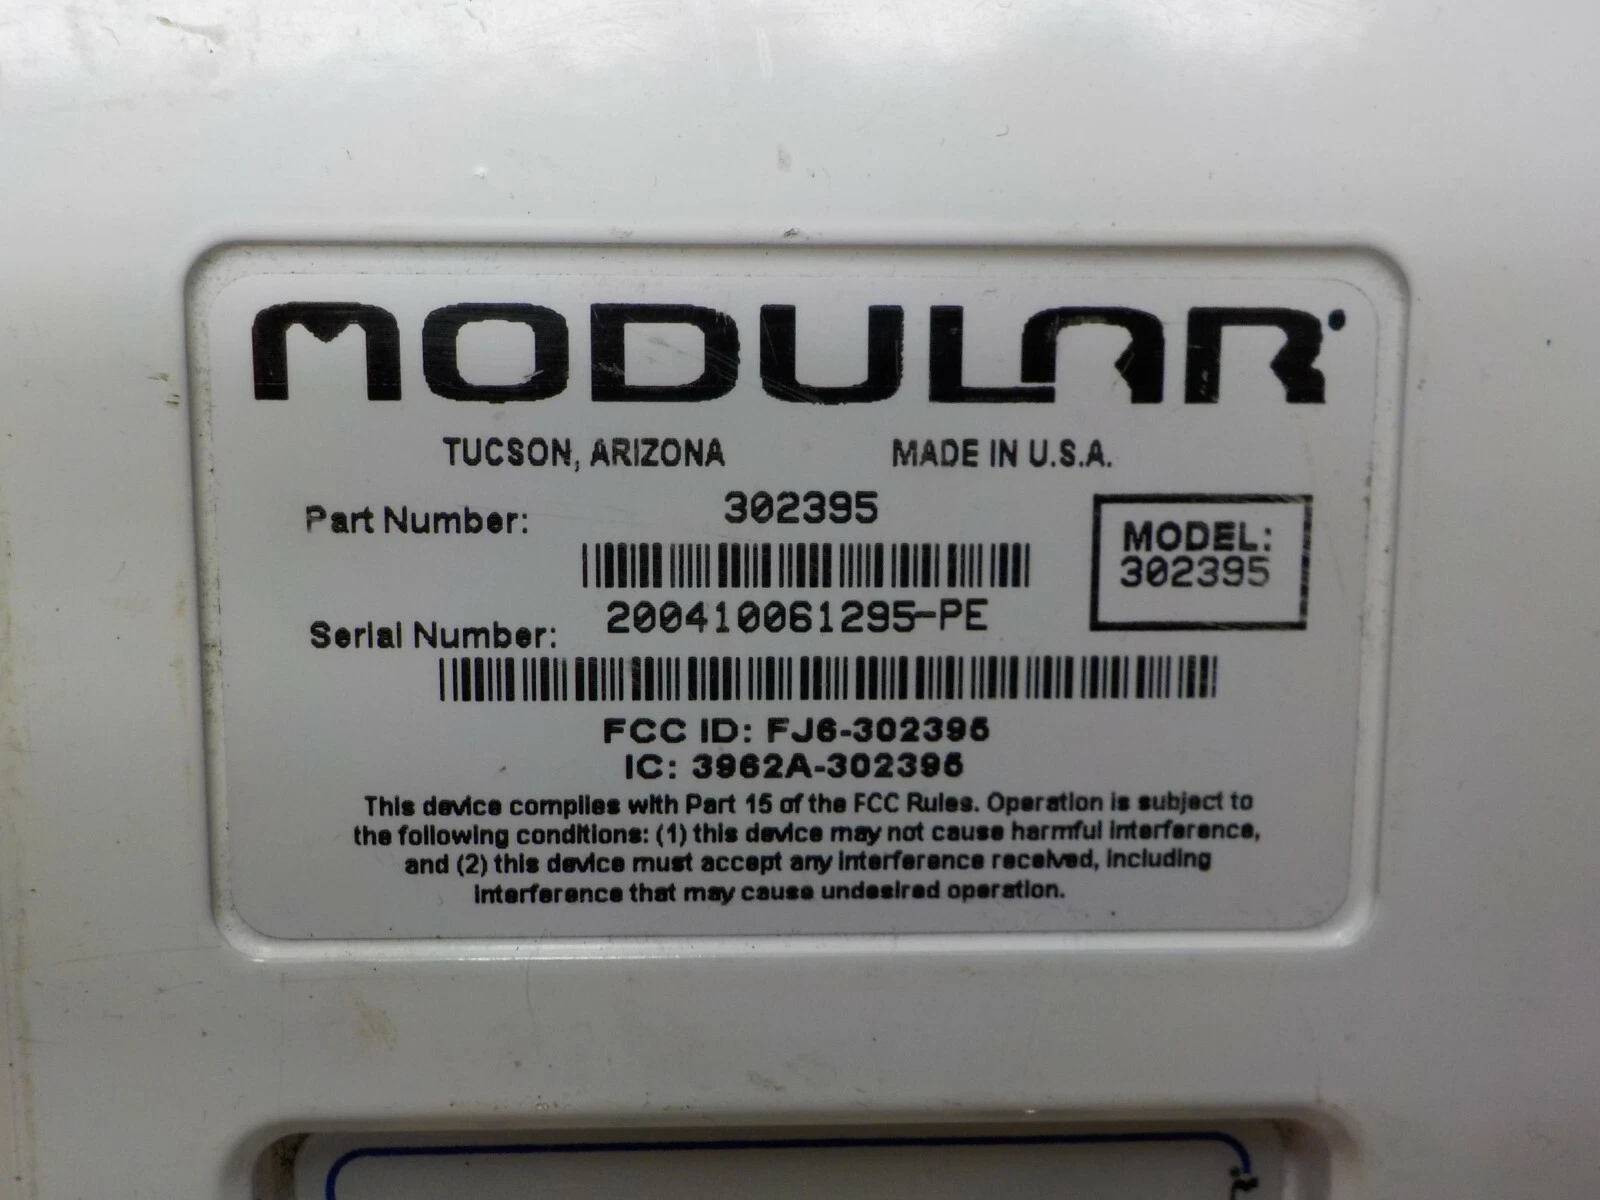 MODULAR
TUCSON, ARIZONA MADE IN U.S.A.
Part Number: 302395
MODEL:
302395
Serial Number: 200410061295-PE
FCC ID: FJ6-302395
IC: 3962A-302395
This device complies with Part 15 of the FCC Rules. Operation is subject to
the following conditions: (1) this device may not cause harmful interference,
and (2) this device must accept any interference received, including
interference that may cause undesired operation.